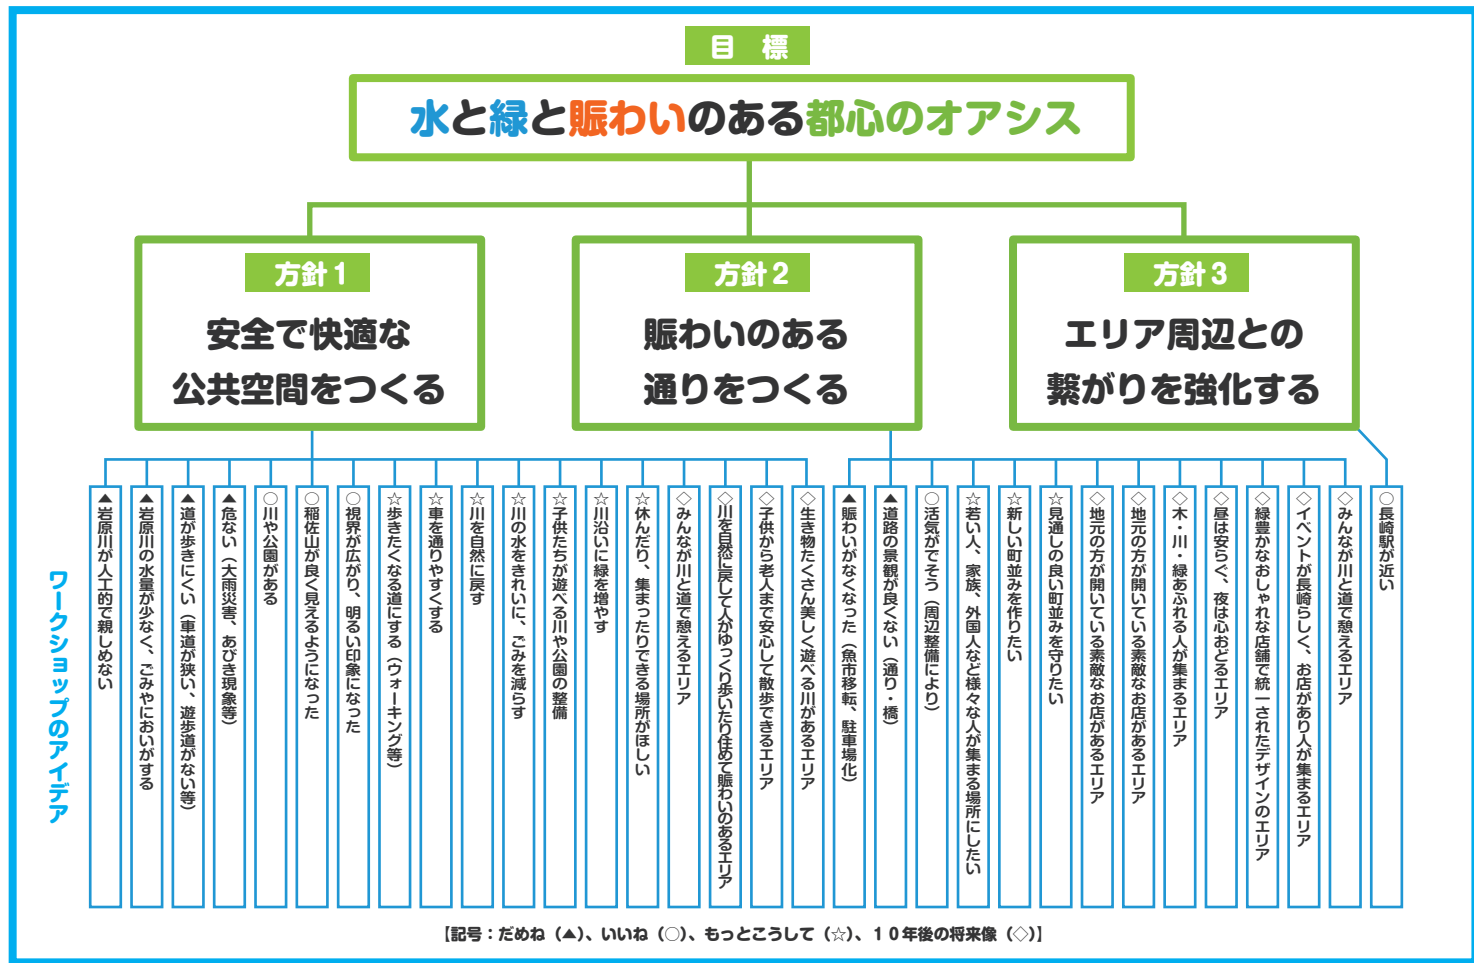 目 標
水と緑と賑わいのある都心のオアシス
方針1
安全で快適な
公共空間をつくる
方針2
賑わいのある
通りをつくる
方針3
エリア周辺との
繋がりを強化する
ワークショップのアイデア
▲岩原川が人工的で親しめない
▲岩原川の水量が少なく、ごみやにおいがする
▲道が歩きにくい（車道が狭い、遊歩道がない等）
▲危ない（大雨災害、あびき現象等）
○川や公園がある
○稲佐山が良く見えるようになった
○視界が広がり、明るい印象になった
☆歩きたくなる道にする（ウォーキング等）
☆車を通りやすくする
☆川を自然に戻す
☆川の水をきれいに、ごみを減らす
☆子供たちが遊べる川や公園の整備
☆川沿いに緑を増やす
☆休んだり、集まったりできる場所がほしい
◇みんなが川と道で憩えるエリア
◇川を自然に戻して人がゆっくり歩いたり住めて賑わいのあるエリア
◇子供から老人まで安心して散歩できるエリア
◇生き物たくさん美しく遊べる川があるエリア
▲賑わいがなくなった（魚市移転、駐車場化）
▲道路の景観が良くない（通り・橋）
○活気がでそう（周辺整備により）
☆若い人、家族、外国人など様々な人が集まる場所にしたい
☆新しい町並みを作りたい
☆見通しの良い町並みを守りたい
◇地元の方が開いている素敵なお店があるエリア
◇地元の方が開いている素敵なお店があるエリア
◇木・川・緑あふれる人が集まるエリア
◇昼は安らぐ、夜は心おどるエリア
◇緑豊かなおしゃれな店舗で統一されたデザインのエリア
◇イベントが長崎らしく、お店があり人が集まるエリア
◇みんなが川と道で憩えるエリア
○長崎駅が近い
【記号：だめね（▲）、いいね（○）、もっとこうして（☆）、１０年後の将来像（◇）】